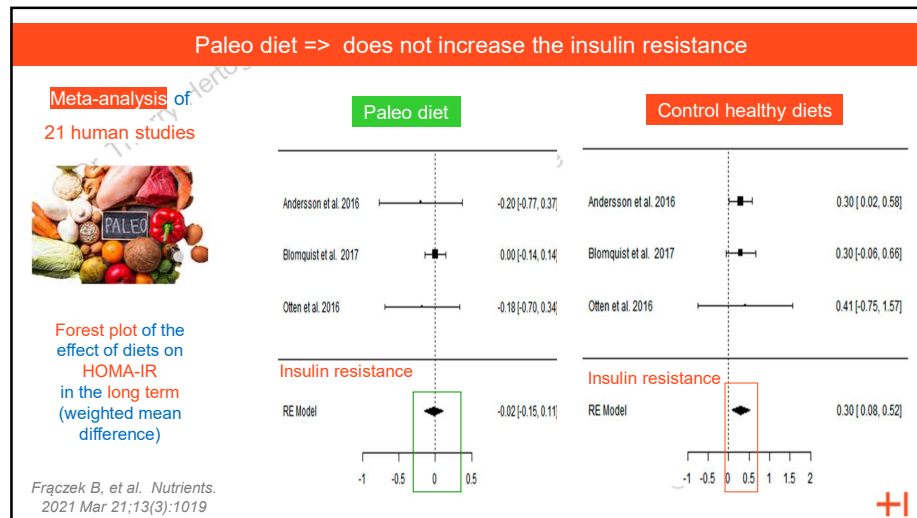 Paleo diet => does not increase the insulin resistance
Meta-analysis of
21 human studies
PALEO
Forest plot of the
effect of diets on
HOMA-IR
in the long term
(weighted mean
difference)
Frączek B, et al. Nutrients.
2021 Mar 21;13(3):1019
Paleo diet
Andersson et al. 2016 -0.20 [-0.77, 0.37]
Blomquist et al. 2017 0.00 [-0.14, 0.14]
Otten et al. 2016 -0.18 [-0.70, 0.34]
Insulin resistance
RE Model -0.02 [-0.15, 0.11]
-1 -0.5 0 0.5
Control healthy diets
Andersson et al. 2016 0.30 [ 0.02, 0.58]
Blomquist et al. 2017 0.30 [-0.06, 0.66]
Otten et al. 2016 0.41 [-0.75, 1.57]
Insulin resistance
RE Model 0.30 [ 0.08, 0.52]
-1 -0.5 0 0.5 1 1.5 2